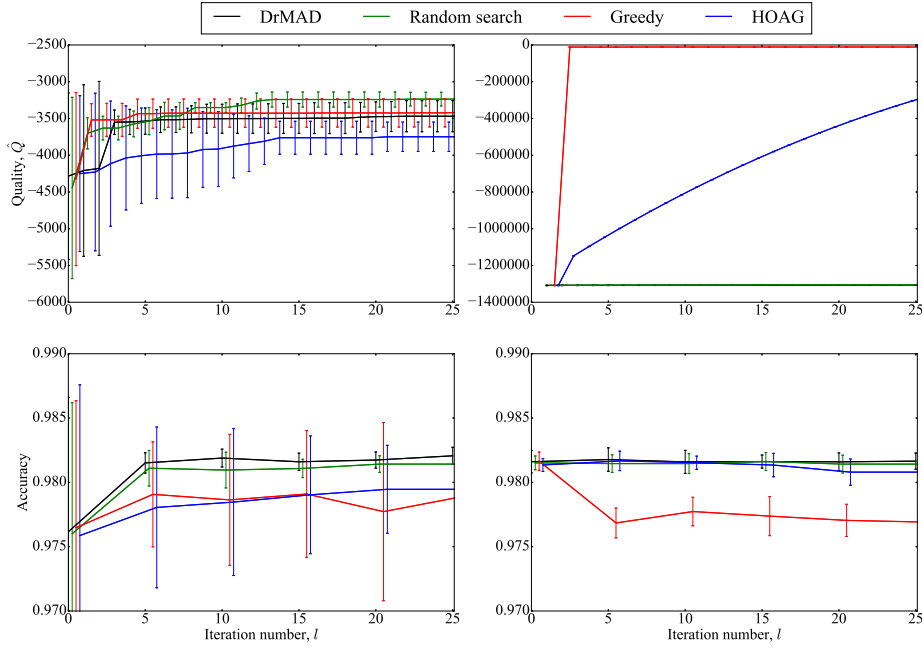 DrMAD Random search Greedy HOAG
−2500
−3000
−3500
−4000
−4500
−5000
−5500
−6000
Quality, Q̂
0 5 10 15 20 25
0
−200000
−400000
−600000
−800000
−1000000
−1200000
−1400000
0 5 10 15 20 25
0.990
0.985
0.980
0.975
0.970
Accuracy
0 5 10 15 20 25
Iteration number, l
0.990
0.985
0.980
0.975
0.970
0 5 10 15 20 25
Iteration number, l